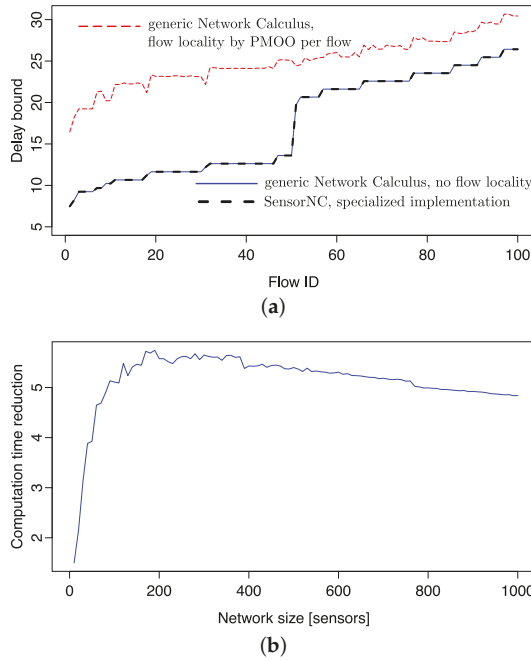 30
25
20
15
10
5
Delay bound
generic Network Calculus,
flow locality by PMOO per flow
generic Network Calculus, no flow locality
SensorNC, specialized implementation
0 20 40 60 80 100
Flow ID
(a)
5
4
3
2
Computation time reduction
0 200 400 600 800 1000
Network size [sensors]
(b)